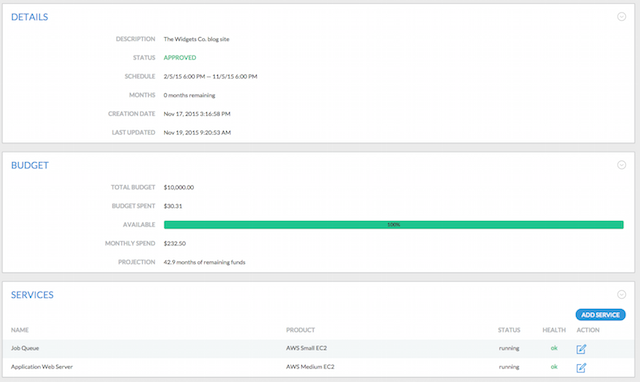 DETAILS
DESCRIPTION The Widgets Co. blog site
STATUS APPROVED
SCHEDULE 2/5/15 6:00 PM — 11/5/15 6:00 PM
MONTHS 0 months remaining
CREATION DATE Nov 17, 2015 3:16:58 PM
LAST UPDATED Nov 19, 2015 9:20:53 AM
BUDGET
TOTAL BUDGET $10,000.00
BUDGET SPENT $30.31
AVAILABLE 100%
MONTHLY SPEND $232.50
PROJECTION 42.9 months of remaining funds
SERVICES
ADD SERVICE
NAME PRODUCT STATUS HEALTH ACTION
Job Queue AWS Small EC2 running ok
Application Web Server AWS Medium EC2 running ok